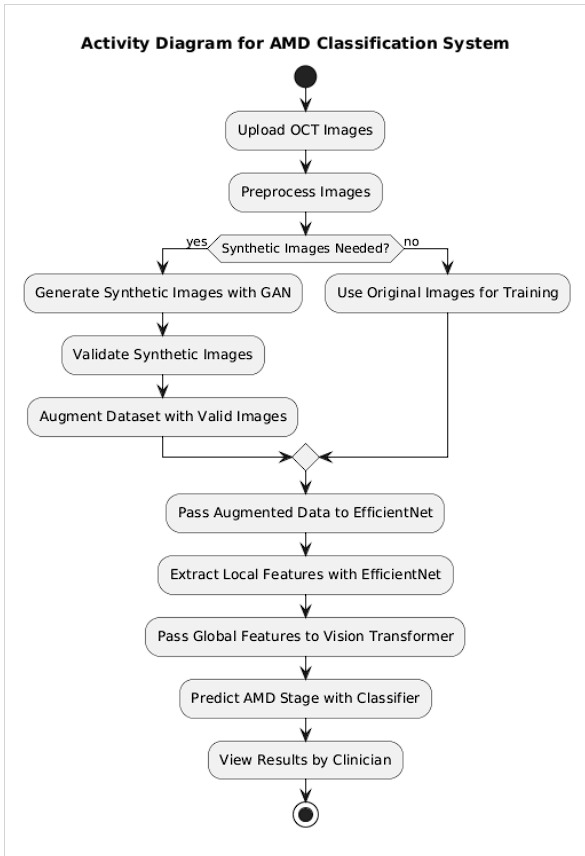 Activity Diagram for AMD Classification System
Upload OCT Images
Preprocess Images
yes
Synthetic Images Needed?
no
Generate Synthetic Images with GAN
Use Original Images for Training
Validate Synthetic Images
Augment Dataset with Valid Images
Pass Augmented Data to EfficientNet
Extract Local Features with EfficientNet
Pass Global Features to Vision Transformer
Predict AMD Stage with Classifier
View Results by Clinician